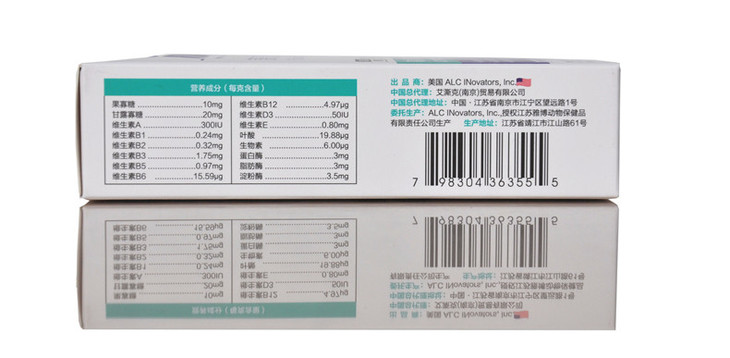 营养成分（每克含量）
果寡糖 10mg
甘露寡糖 20mg
维生素A 300IU
维生素B1 0.24mg
维生素B2 0.32mg
维生素B3 1.75mg
维生素B5 0.97mg
维生素B6 15.59μg
维生素B12 4.97μg
维生素D3 50IU
维生素E 0.80mg
叶酸 19.88μg
生物素 6.00μg
蛋白酶 3mg
脂肪酶 3mg
淀粉酶 3.5mg
出 品 商：美国 ALC INovators, Inc.
中国总代理：艾澌克(南京)贸易有限公司
中国总代理地址：中国·江苏省南京市江宁区望远路1号
委托生产：ALC INovators, Inc.,授权江苏雅博动物保健品
有限责任公司生产 生产地址：江苏省靖江市江山路61号
7 98304 36355 5